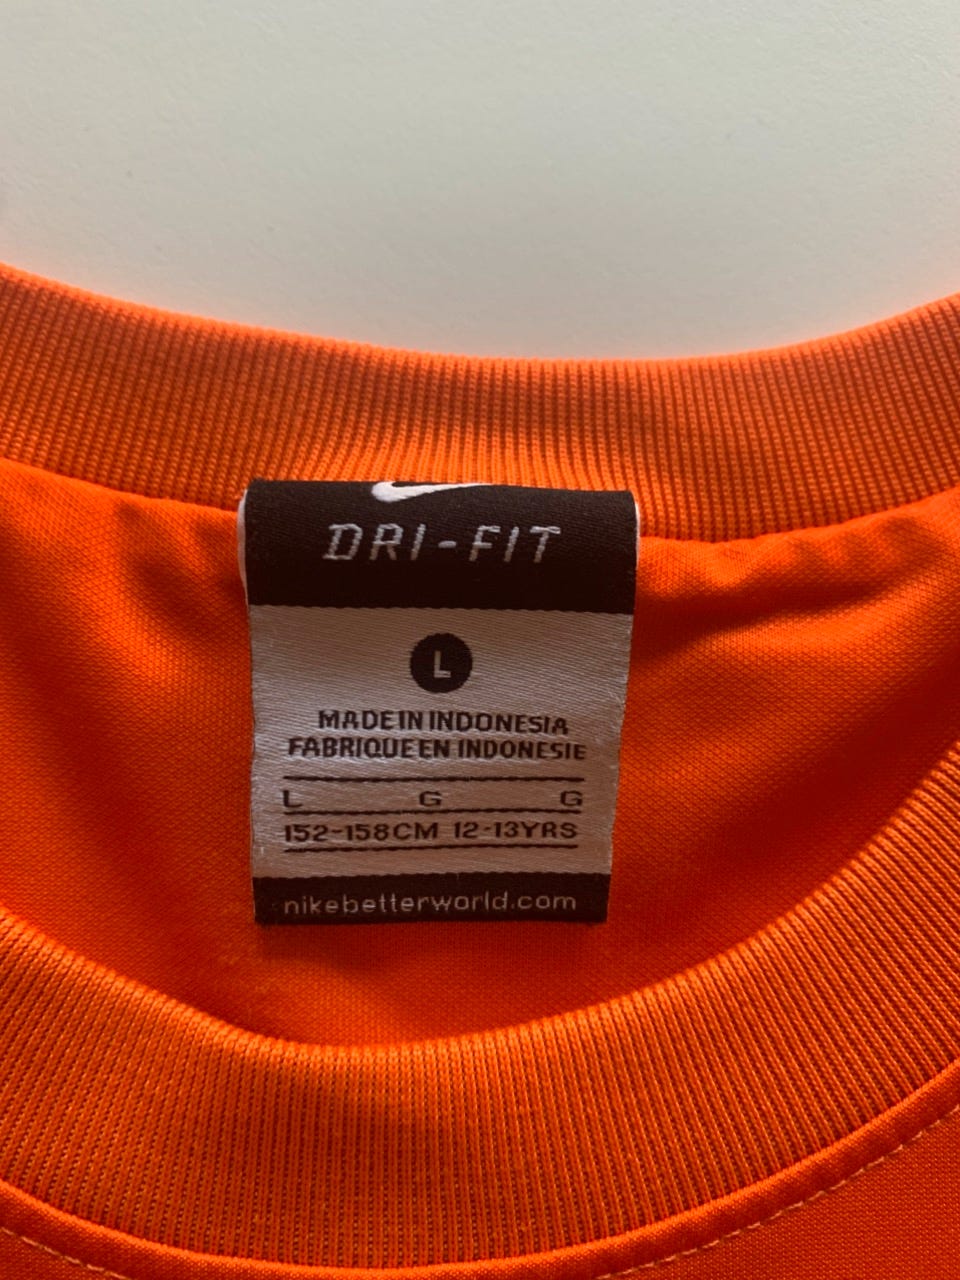 DRI-FIT
L
MADE IN INDONESIA
FABRIQUE EN INDONESIE
L G G
152-158CM 12-13YRS
nikebetterworld.com